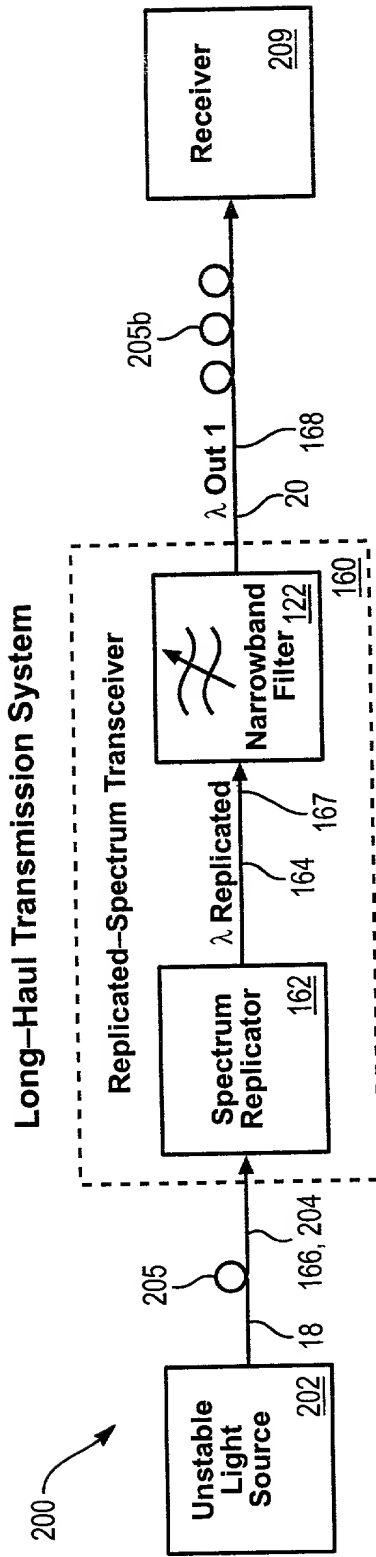 Long–Haul Transmission System
200
Unstable
Light
Source
202
205
18
166, 204
Replicated–Spectrum Transceiver
Spectrum
Replicator
162
λ Replicated
164
167
Narrowband
Filter
122
160
λ Out 1
20
168
205b
Receiver
209